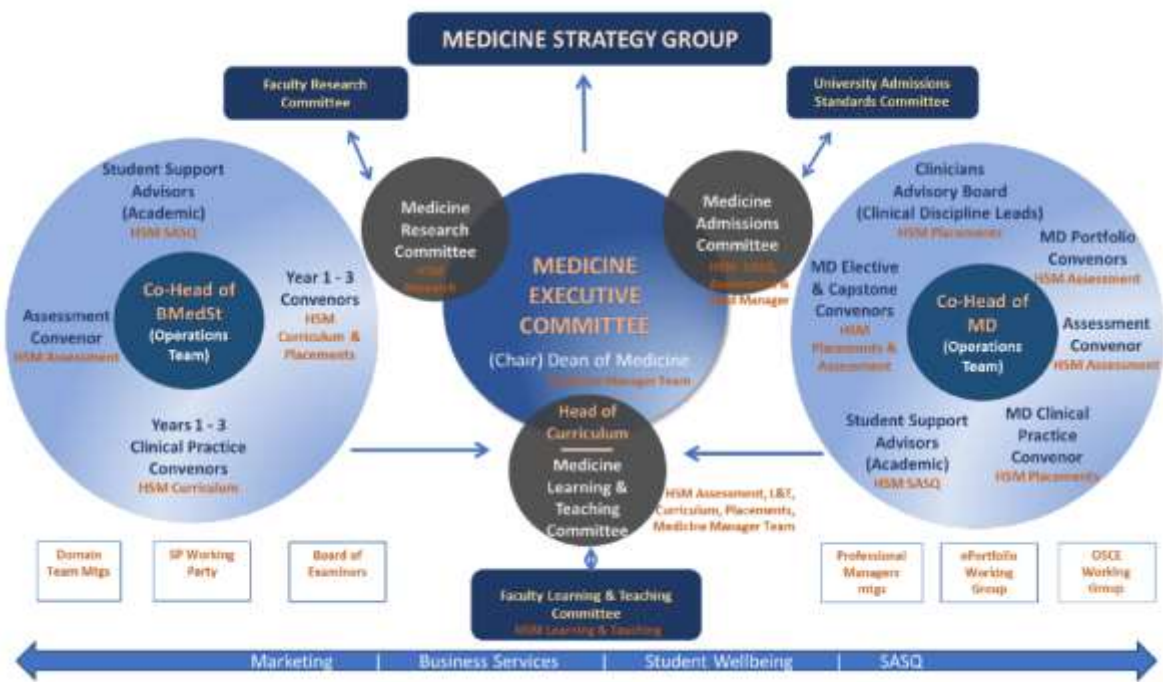 MEDICINE STRATEGY GROUP
Faculty Research
Committee
University Admissions
Standards Committee
Student Support
Advisors
(Academic)
HSM SASQ
Co-Head of
BMedSt
(Operations
Team)
Assessment
Convenor
HSM Assessment
Year 1 - 3
Convenors
HSM
Curriculum &
Placements
Years 1 - 3
Clinical Practice
Convenors
HSM Curriculum
Medicine
Research
Committee
HSM
Research
MEDICINE
EXECUTIVE
COMMITTEE
(Chair) Dean of Medicine
Manager Team
Medicine
Admissions
Committee
HSM SASQ,
&
Manager
Head of
Curriculum
Medicine
Learning &
Teaching
Committee
HSM Assessment, L&T,
Curriculum, Placements,
Medicine Manager Team
Clinicians
Advisory Board
(Clinical Discipline Leads)
HSM Placements
MD Portfolio
Convenors
HSM Assessment
MD Elective
& Capstone
Convenors
HSM
Placements &
Assessment
Co-Head of
MD
(Operations
Team)
Assessment
Convenor
HSM Assessment
Student Support
Advisors
(Academic)
HSM SASQ
MD Clinical
Practice
Convenor
HSM Placements
Domain
Team Mtgs
SP Working
Party
Board of
Examiners
Professional
Managers
mtgs
ePortfolio
Working
Group
OSCE
Working
Group
Faculty Learning & Teaching
Committee
HSM Learning & Teaching
Marketing | Business Services | Student Wellbeing | SASQ